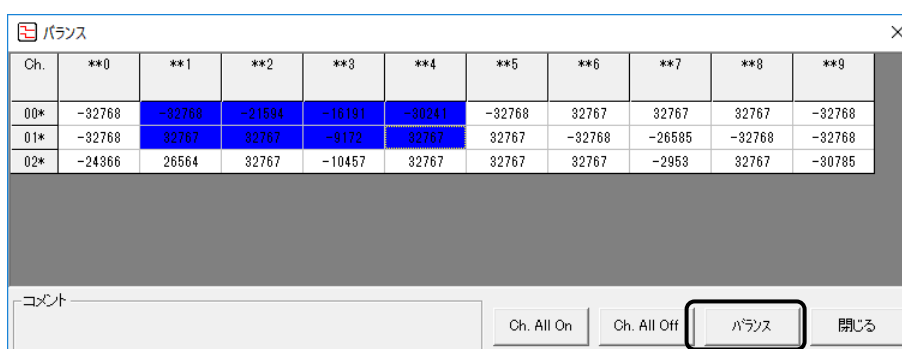 バランス
Ch. **0 **1 **2 **3 **4 **5 **6 **7 **8 **9
00* -32768 -32768 -21594 -16191 -30241 -32768 32767 32767 32767 -32768
01* -32768 32767 32767 -9172 32767 32767 -32768 -26585 -32768 -32768
02* -24366 26564 32767 -10457 32767 32767 32767 -2953 32767 -30785
コメント
Ch. All On Ch. All Off バランス 閉じる